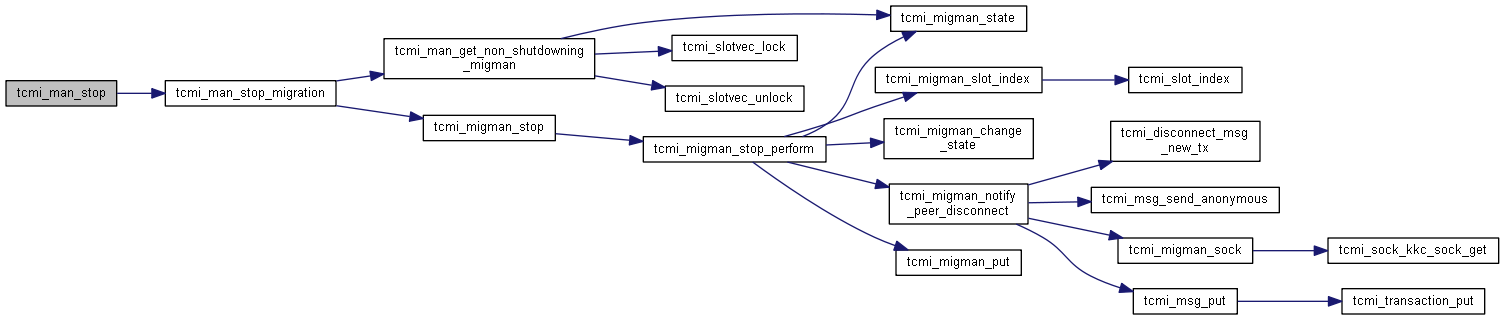 tcmi_man_stop
tcmi_man_stop_migration
tcmi_man_get_non_shutdowning
_migman
tcmi_migman_stop
tcmi_slotvec_lock
tcmi_slotvec_unlock
tcmi_migman_stop_perform
tcmi_migman_state
tcmi_migman_slot_index
tcmi_migman_change
_state
tcmi_migman_notify
_peer_disconnect
tcmi_migman_put
tcmi_slot_index
tcmi_disconnect_msg
_new_tx
tcmi_msg_send_anonymous
tcmi_migman_sock
tcmi_msg_put
tcmi_sock_kkc_sock_get
tcmi_transaction_put